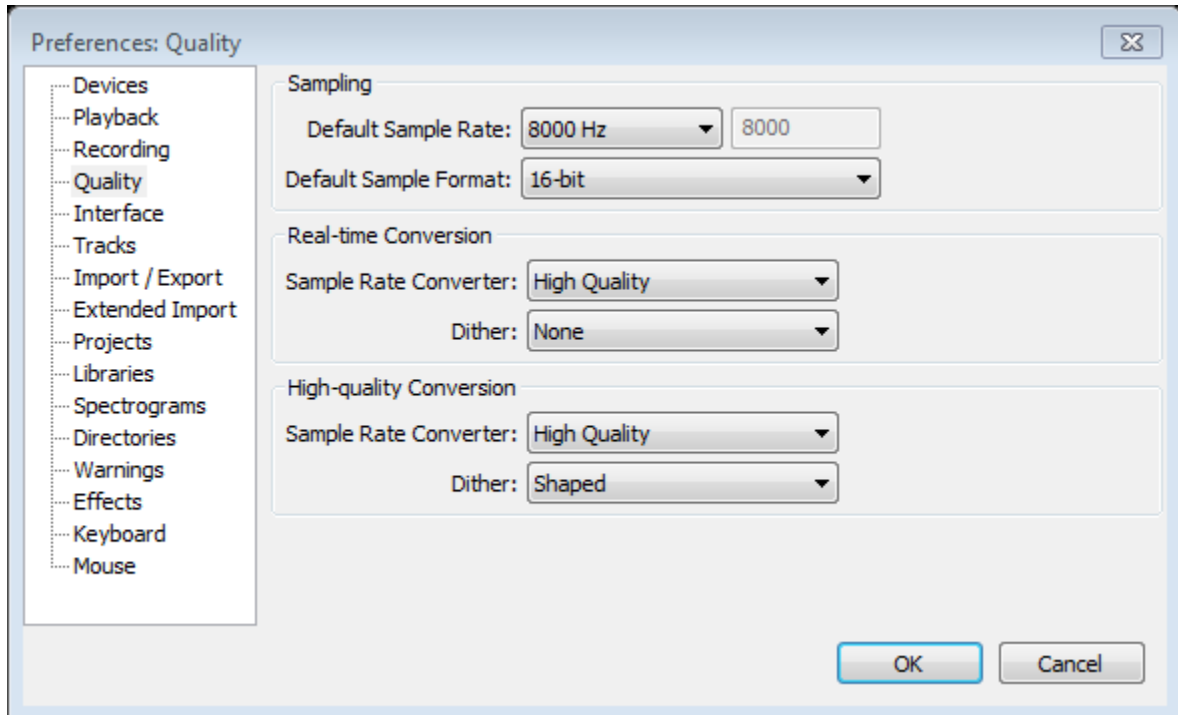 Preferences: Quality
Devices
Playback
Recording
Quality
Interface
Tracks
Import / Export
Extended Import
Projects
Libraries
Spectrograms
Directories
Warnings
Effects
Keyboard
Mouse
Sampling
Default Sample Rate: 8000 Hz 8000
Default Sample Format: 16-bit
Real-time Conversion
Sample Rate Converter: High Quality
Dither: None
High-quality Conversion
Sample Rate Converter: High Quality
Dither: Shaped
OK Cancel